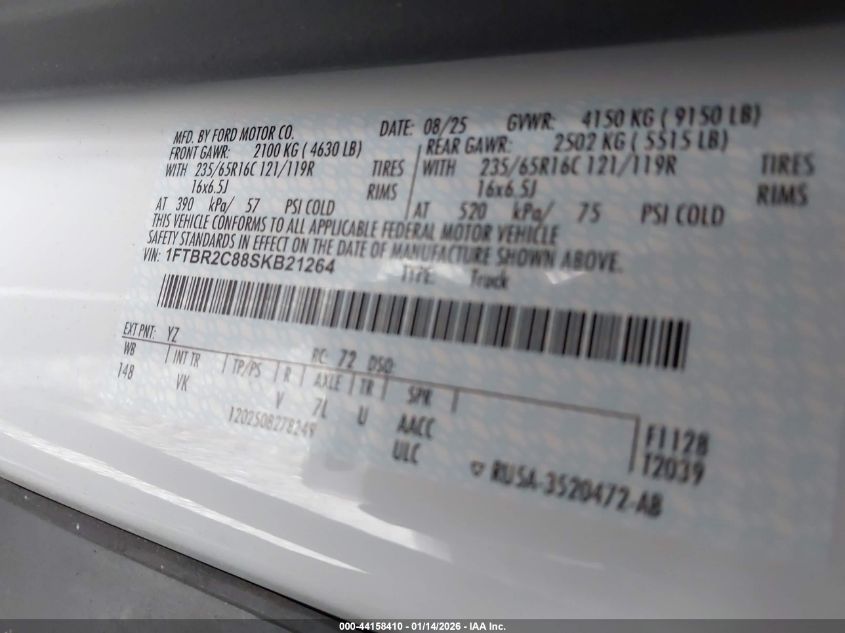 MFD. BY FORD MOTOR CO. DATE: 08/25 GVWR: 4150 KG ( 9150 LB)
FRONT GAWR: 2100 KG ( 4630 LB) REAR GAWR: 2502 KG ( 5515 LB)
WITH 235/65R16C 121/119R TIRES WITH 235/65R16C 121/119R TIRES
16x6.5J RIMS 16x6.5J RIMS
AT 390 kPa/ 57 PSI COLD AT 520 kPa/ 75 PSI COLD
THIS VEHICLE CONFORMS TO ALL APPLICABLE FEDERAL MOTOR VEHICLE
SAFETY STANDARDS IN EFFECT ON THE DATE OF MANUFACTURE SHOWN ABOVE.
VIN: 1FTBR2C88SKB21264 TYPE: Truck
EXT PNT: YZ RC: 72 DSO:
WB INT TR TP/PS R AXLE TR SPR
148 VK V 7L U AACC
1202508278249 ULC
F1128
12039
RU5A-3520472-AB
000-44158410 - 01/14/2026 - IAA Inc.